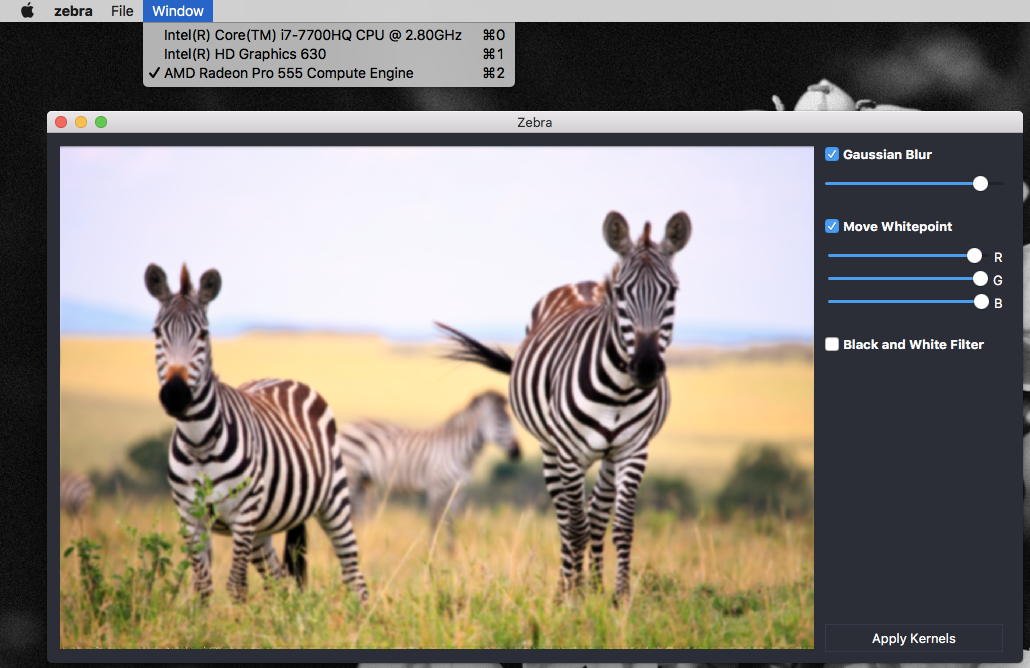 zebra File Window
Intel(R) Core(TM) i7-7700HQ CPU @ 2.80GHz ⌘0
Intel(R) HD Graphics 630 ⌘1
✓ AMD Radeon Pro 555 Compute Engine ⌘2
Zebra
Gaussian Blur
Move Whitepoint
R
G
B
Black and White Filter
Apply Kernels